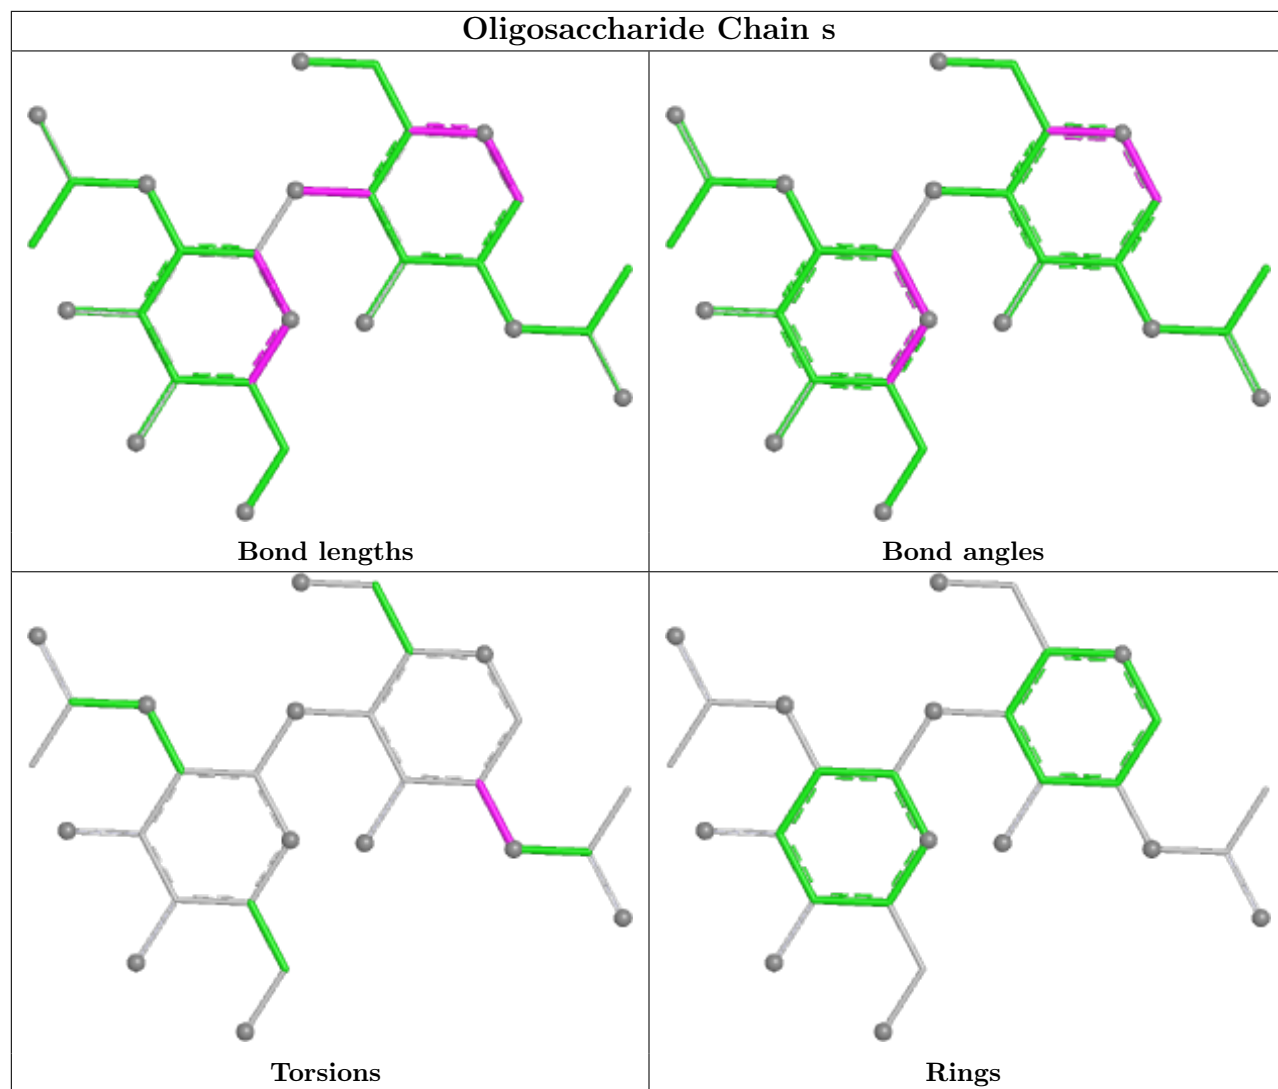 Oligosaccharide Chain s
Bond lengths
Bond angles
Torsions
Rings